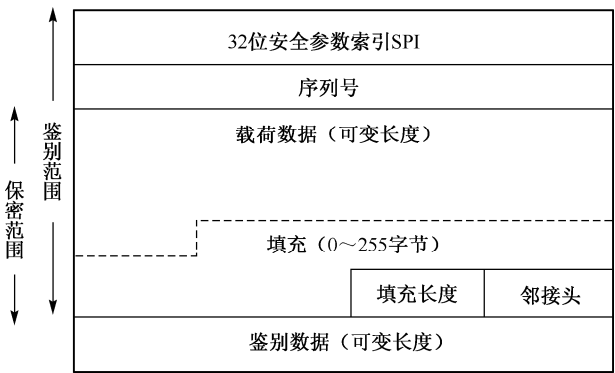 32位安全参数索引SPI
序列号
载荷数据（可变长度）
填充（0～255字节）
填充长度
邻接头
鉴别数据（可变长度）
鉴别范围
保密范围